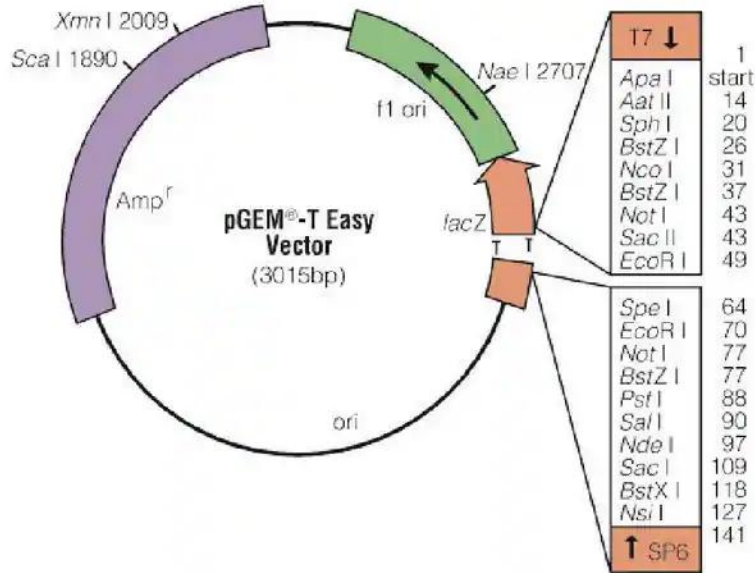 Xmn I 2009
Sca I 1890
Nae I 2707
f1 ori
Amp r
pGEM®-T Easy
Vector
(3015bp)
lacZ
T T
ori
T7 ↓
1
start
Apa I
Aat II 14
Sph I 20
BstZ I 26
Nco I 31
BstZ I 37
Not I 43
Sac II 43
EcoR I 49
Spe I 64
EcoR I 70
Not I 77
BstZ I 77
Pst I 88
Sal I 90
Nde I 97
Sac I 109
BstX I 118
Nsi I 127
141
↑ SP6